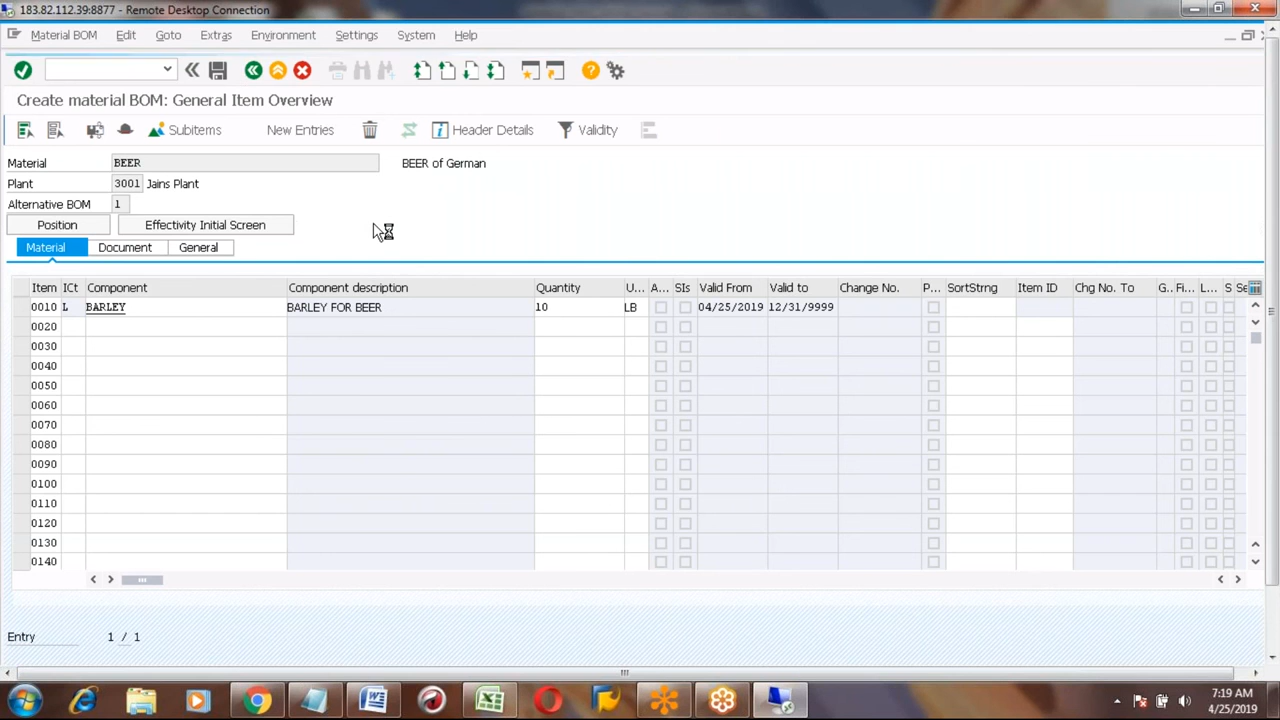 183.82.112.39:8877 - Remote Desktop Connection
Material BOM Edit Goto Extras Environment Settings System Help
Create material BOM: General Item Overview
Subitems New Entries Header Details Validity
Material BEER BEER of German
Plant 3001 Jains Plant
Alternative BOM 1
Position Effectivity Initial Screen
Material Document General
Item ICt Component Component description Quantity U... A... SIs Valid From Valid to Change No. P... SortStrng Item ID Chg No. To G.. Fi... L... S Se
0010 L BARLEY BARLEY FOR BEER 10 LB 04/25/2019 12/31/9999
0020
0030
0040
0050
0060
0070
0080
0090
0100
0110
0120
0130
0140
Entry 1 / 1
7:19 AM
4/25/2019